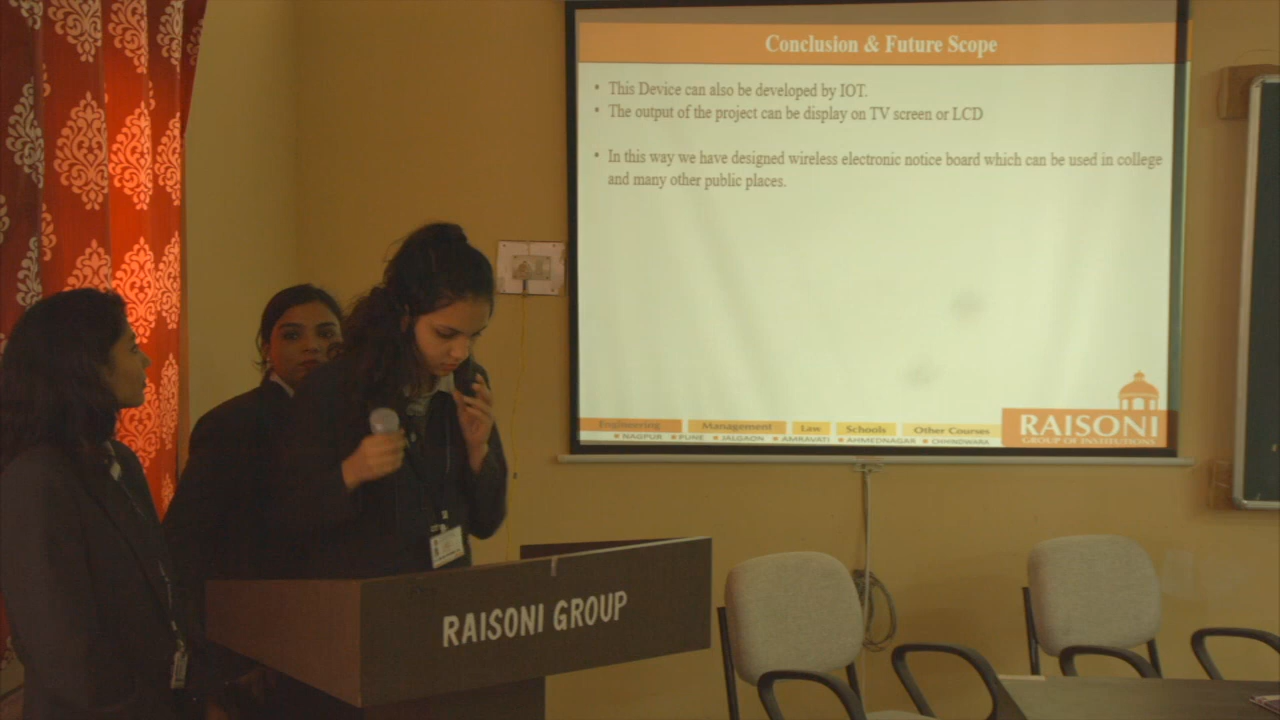 Conclusion & Future Scope
• This Device can also be developed by IOT.
• The output of the project can be display on TV screen or LCD
• In this way we have designed wireless electronic notice board which can be used in college
and many other public places.
Engineering Management Law Schools Other Courses
NAGPUR PUNE JALGAON AMRAVATI AHMEDNAGAR CHHINDWARA
RAISONI
GROUP OF INSTITUTIONS
RAISONI GROUP